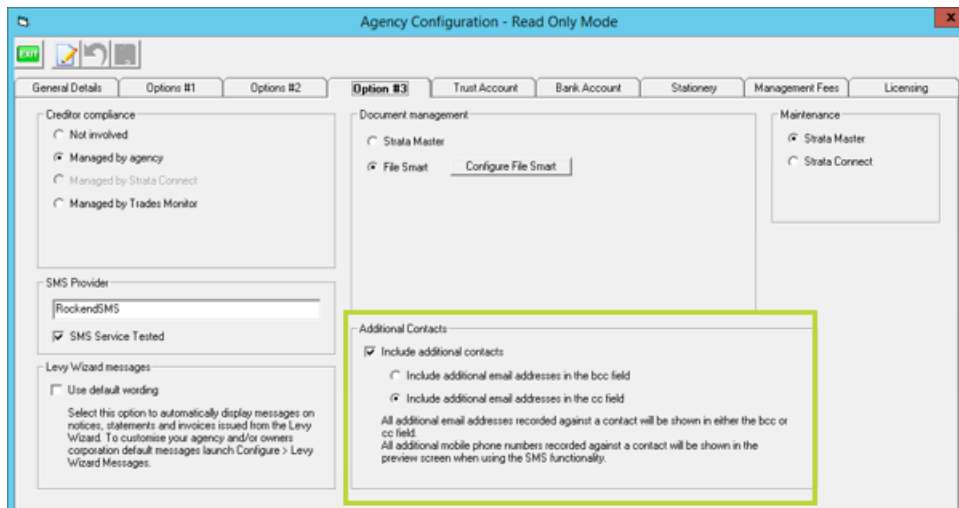 Agency Configuration - Read Only Mode
x
EXIT
General Details
Options #1
Options #2
Option #3
Trust Account
Bank Account
Stationery
Management Fees
Licensing
Creditor compliance
Not involved
Managed by agency
Managed by Strata Connect
Managed by Trades Monitor
Document management
Strata Master
File Smart
Configure File Smart
Maintenance
Strata Master
Strata Connect
SMS Provider
RockendSMS
SMS Service Tested
Levy Wizard messages
Use default wording
Select this option to automatically display messages on
notices, statements and invoices issued from the Levy
Wizard. To customise your agency and/or owners
corporation default messages launch Configure > Levy
Wizard Messages.
Additional Contacts
Include additional contacts
Include additional email addresses in the bcc field
Include additional email addresses in the cc field
All additional email addresses recorded against a contact will be shown in either the bcc or
cc field.
All additional mobile phone numbers recorded against a contact will be shown in the
preview screen when using the SMS functionality.